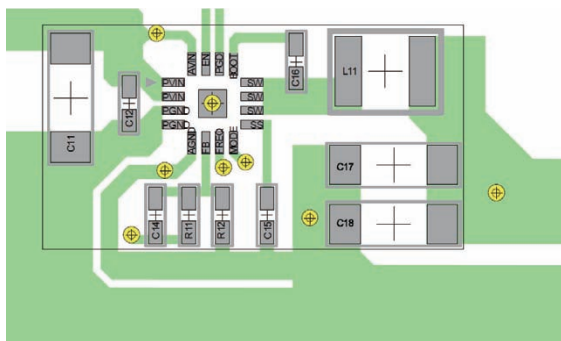 AVIN EN PGD BOOT
C16
L11
PVIN SW
PVIN SW
PGND SW
PGND SS
C11
C12
AGND FB FREQ MODE
C17
C14 R11 R12 C15
C18